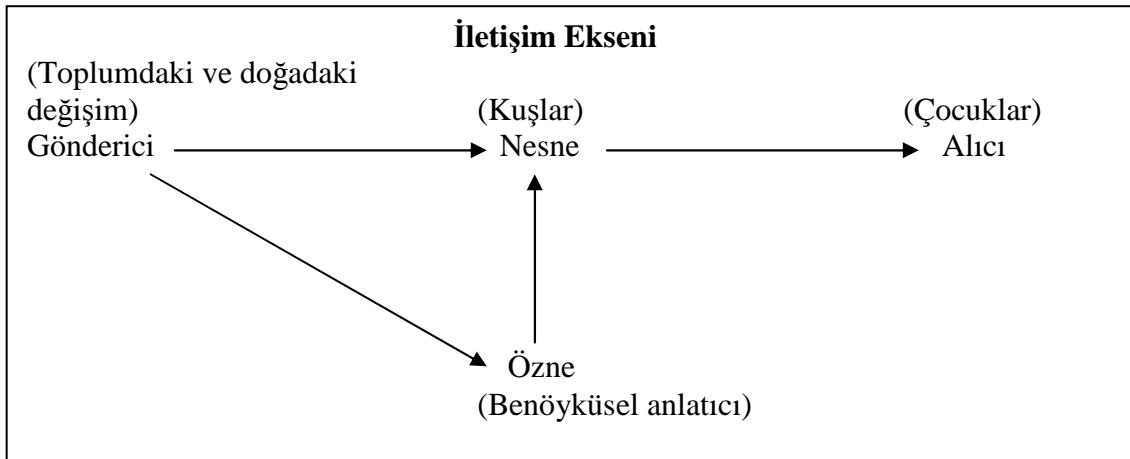 İletişim Ekseni
(Toplumdaki ve doğadaki
değişim)
(Kuşlar)
(Çocuklar)
Gönderici
Nesne
Alıcı
Özne
(Benöyküsel anlatıcı)